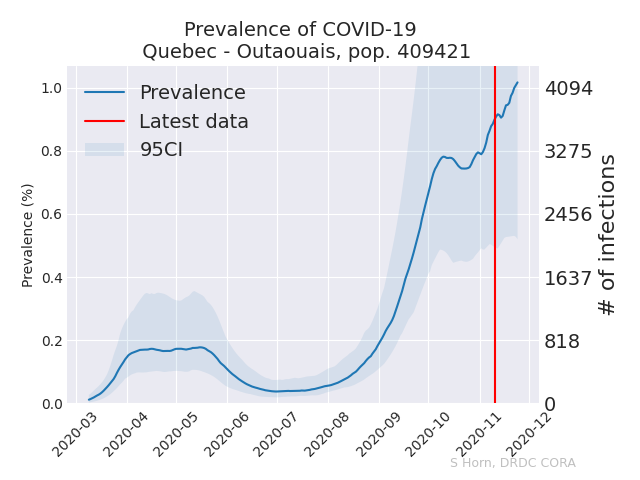 Prevalence of COVID-19
Quebec - Outaouais, pop. 409421
Prevalence
Latest data
95CI
1.0
0.8
0.6
0.4
0.2
0.0
Prevalence (%)
4094
3275
2456
1637
818
0
# of infections
2020-03
2020-04
2020-05
2020-06
2020-07
2020-08
2020-09
2020-10
2020-11
2020-12
S Horn, DRDC CORA